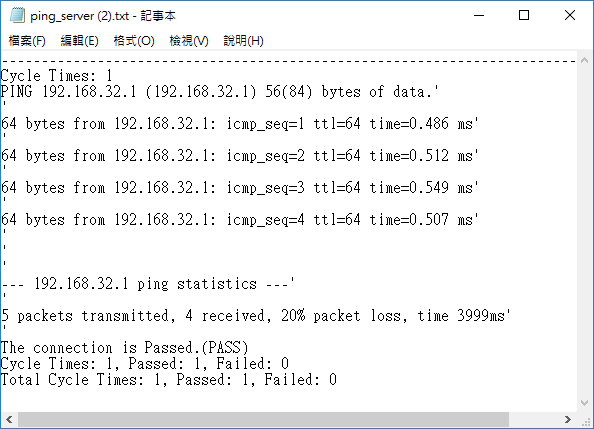 ping_server (2).txt - 記事本
檔案(F) 編輯(E) 格式(O) 檢視(V) 說明(H)
--------------------------------------------------------------------------------
Cycle Times: 1
PING 192.168.32.1 (192.168.32.1) 56(84) bytes of data.'
'
64 bytes from 192.168.32.1: icmp_seq=1 ttl=64 time=0.486 ms'
'
64 bytes from 192.168.32.1: icmp_seq=2 ttl=64 time=0.512 ms'
'
64 bytes from 192.168.32.1: icmp_seq=3 ttl=64 time=0.549 ms'
'
64 bytes from 192.168.32.1: icmp_seq=4 ttl=64 time=0.507 ms'
'
'
'
--- 192.168.32.1 ping statistics ---'
'
5 packets transmitted, 4 received, 20% packet loss, time 3999ms'
'
The connection is Passed.(PASS)
Cycle Times: 1, Passed: 1, Failed: 0
Total Cycle Times: 1, Passed: 1, Failed: 0